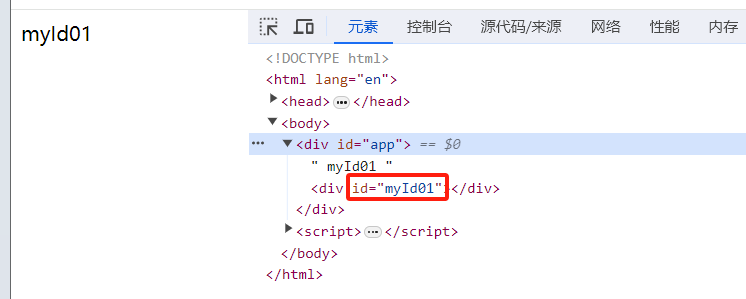 myId01
元素 控制台 源代码/来源 网络 性能 内存
<!DOCTYPE html>
<html lang="en">
<head> ••• </head>
<body>
••• <div id="app"> == $0
" myId01 "
<div id="myId01"></div>
</div>
<script> ••• </script>
</body>
</html>